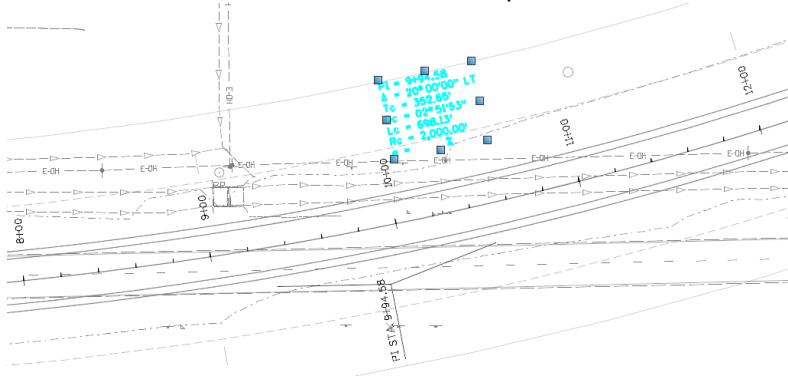 PI = 9+94.58
Δ = 20°00'00" LT
Tc = 352.65'
Dc = 02°51'53"
Lc = 698.13'
Rc = 2,000.00'
e =
12+00
11+00
10+00
9+00
8+00
OH-E
E-OH
E-OH
E-OH
E-OH
E-OH
E-OH
E-OH
PI STA 9+94.58